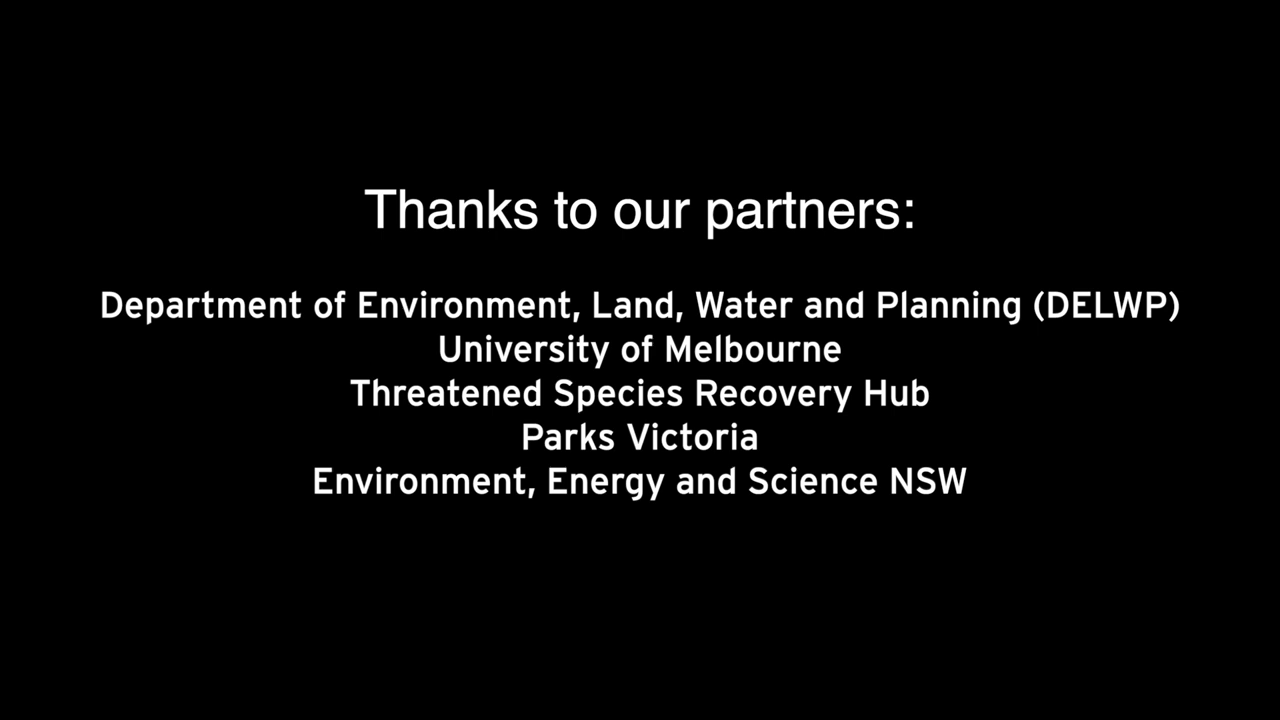 Thanks to our partners:
Department of Environment, Land, Water and Planning (DELWP)
University of Melbourne
Threatened Species Recovery Hub
Parks Victoria
Environment, Energy and Science NSW